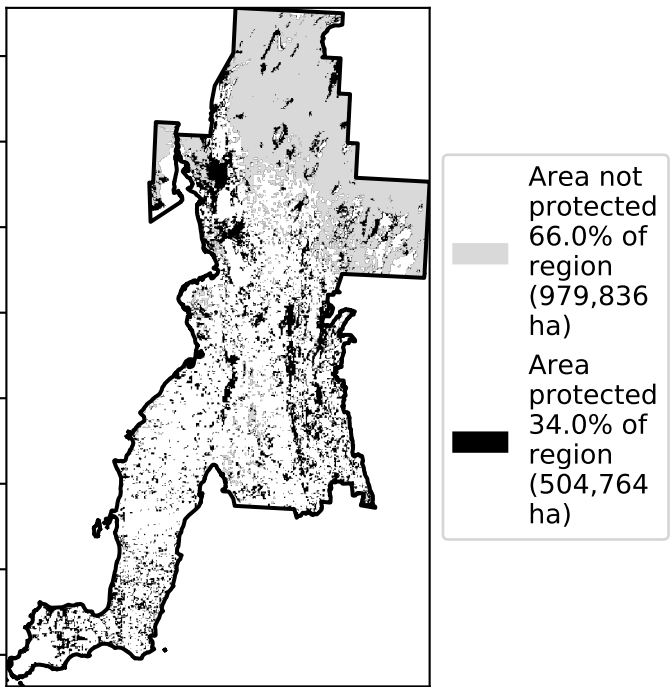 Area not
protected
66.0% of
region
(979,836
ha)
Area
protected
34.0% of
region
(504,764
ha)